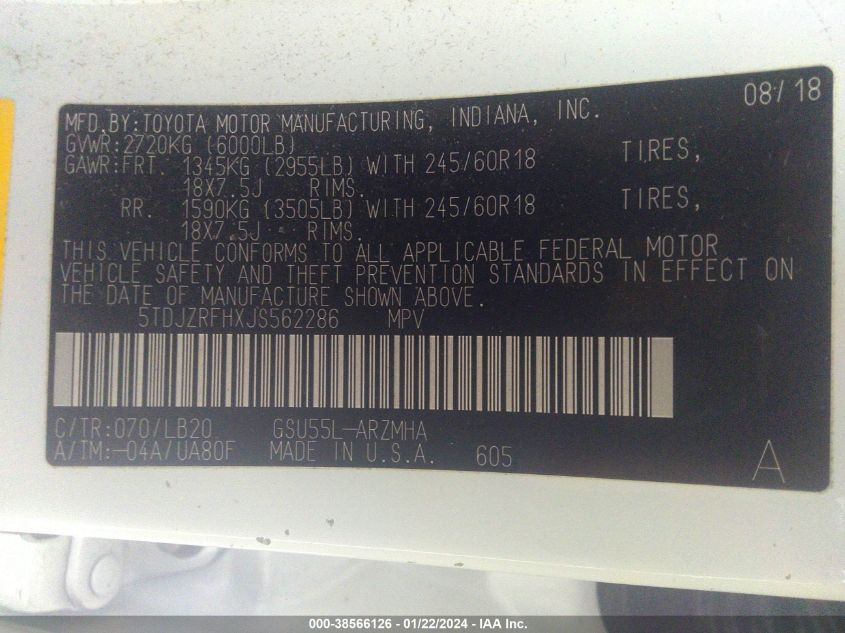 08/18
MFD.BY:TOYOTA MOTOR MANUFACTURING, INDIANA, INC.
GVWR:2720KG (6000LB)
GAWR:FRT. 1345KG (2955LB) WITH 245/60R18 TIRES,
18X7.5J RIMS.
RR. 1590KG (3505LB) WITH 245/60R18 TIRES,
18X7.5J RIMS.
THIS VEHICLE CONFORMS TO ALL APPLICABLE FEDERAL MOTOR
VEHICLE SAFETY AND THEFT PREVENTION STANDARDS IN EFFECT ON
THE DATE OF MANUFACTURE SHOWN ABOVE.
5TDJZRFHXJS562286 MPV
C/TR:070/LB20 GSU55L-ARZMHA
A/TM:-04A/UA80F MADE IN U.S.A. 605
A
000-38566126 - 01/22/2024 - IAA Inc.